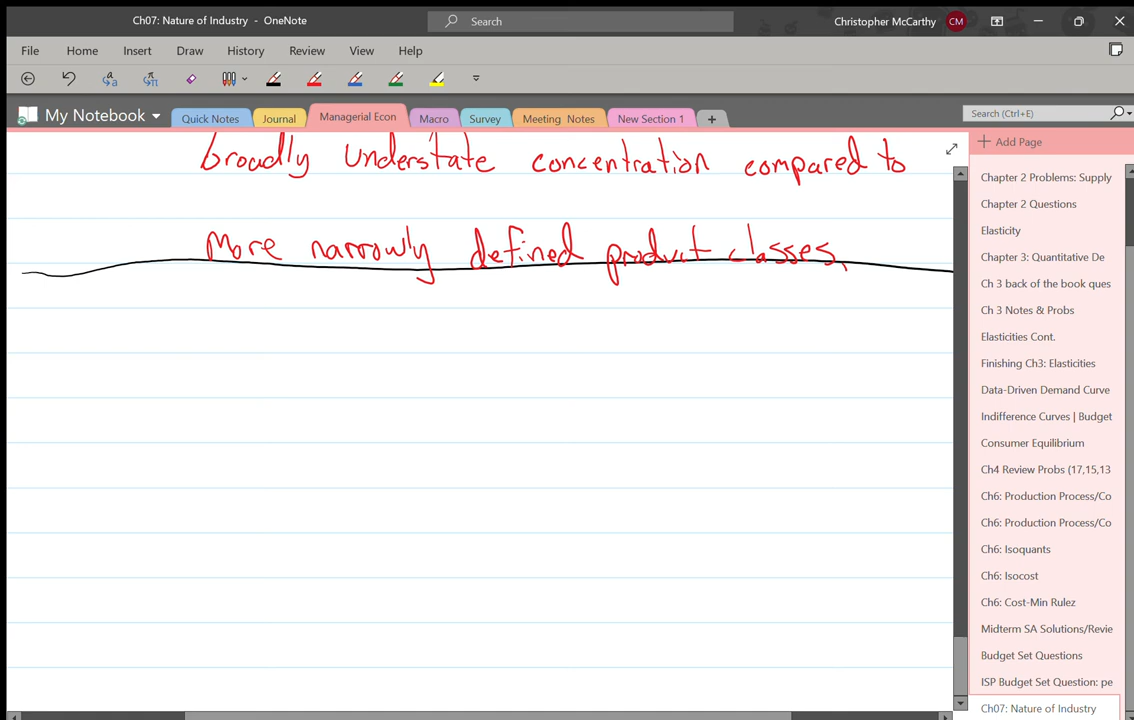 Ch07: Nature of Industry - OneNote
Search
Christopher McCarthy
CM
File Home Insert Draw History Review View Help
My Notebook
Quick Notes
Journal
Managerial Econ
Macro
Survey
Meeting Notes
New Section 1
Search (Ctrl+E)
broadly understate concentration compared to
More narrowly defined product classes,
Add Page
Chapter 2 Problems: Supply
Chapter 2 Questions
Elasticity
Chapter 3: Quantitative De
Ch 3 back of the book ques
Ch 3 Notes & Probs
Elasticities Cont.
Finishing Ch3: Elasticities
Data-Driven Demand Curve
Indifference Curves | Budget
Consumer Equilibrium
Ch4 Review Probs (17,15,13
Ch6: Production Process/Co
Ch6: Production Process/Co
Ch6: Isoquants
Ch6: Isocost
Ch6: Cost-Min Rulez
Midterm SA Solutions/Revie
Budget Set Questions
ISP Budget Set Question: pe
Ch07: Nature of Industry